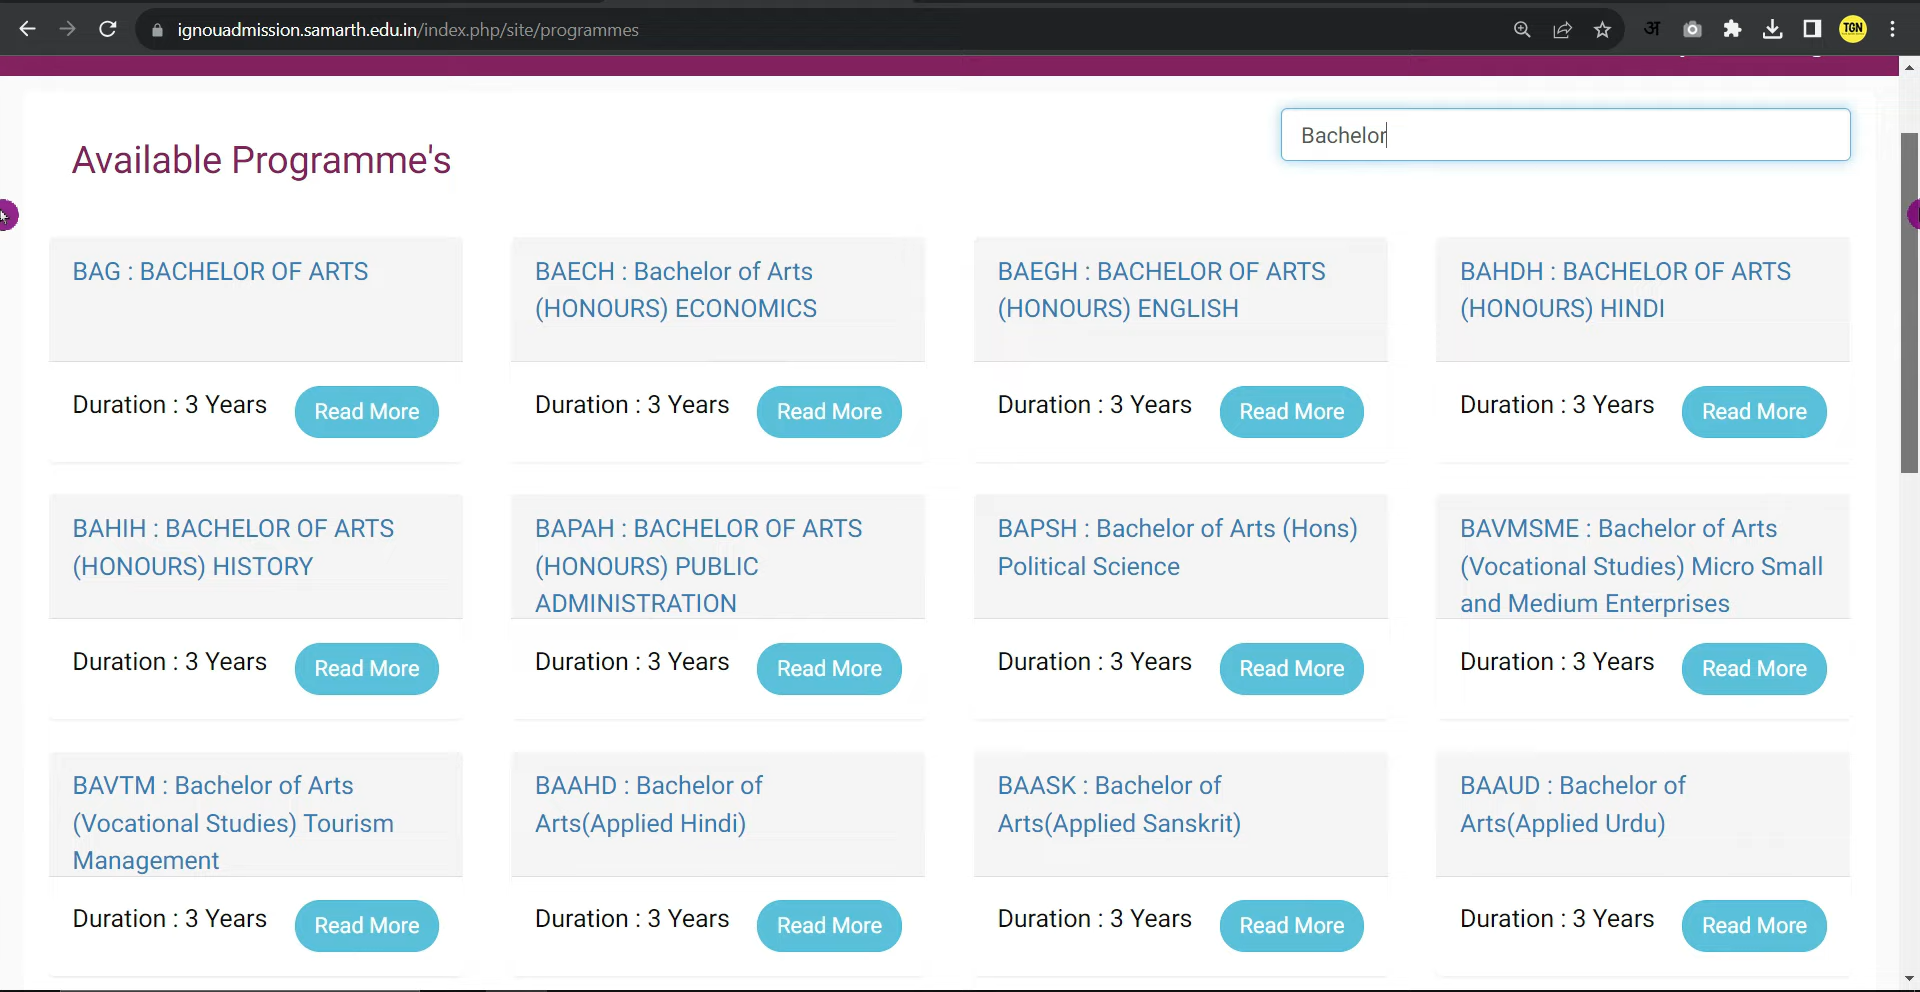 ignouadmission.samarth.edu.in/index.php/site/programmes
अ
TGN
Available Programme's
Bachelor
BAG : BACHELOR OF ARTS
Duration : 3 Years
Read More
BAECH : Bachelor of Arts
(HONOURS) ECONOMICS
Duration : 3 Years
Read More
BAEGH : BACHELOR OF ARTS
(HONOURS) ENGLISH
Duration : 3 Years
Read More
BAHDH : BACHELOR OF ARTS
(HONOURS) HINDI
Duration : 3 Years
Read More
BAHIH : BACHELOR OF ARTS
(HONOURS) HISTORY
Duration : 3 Years
Read More
BAPAH : BACHELOR OF ARTS
(HONOURS) PUBLIC
ADMINISTRATION
Duration : 3 Years
Read More
BAPSH : Bachelor of Arts (Hons)
Political Science
Duration : 3 Years
Read More
BAVMSME : Bachelor of Arts
(Vocational Studies) Micro Small
and Medium Enterprises
Duration : 3 Years
Read More
BAVTM : Bachelor of Arts
(Vocational Studies) Tourism
Management
Duration : 3 Years
Read More
BAAHD : Bachelor of
Arts(Applied Hindi)
Duration : 3 Years
Read More
BAASK : Bachelor of
Arts(Applied Sanskrit)
Duration : 3 Years
Read More
BAAUD : Bachelor of
Arts(Applied Urdu)
Duration : 3 Years
Read More